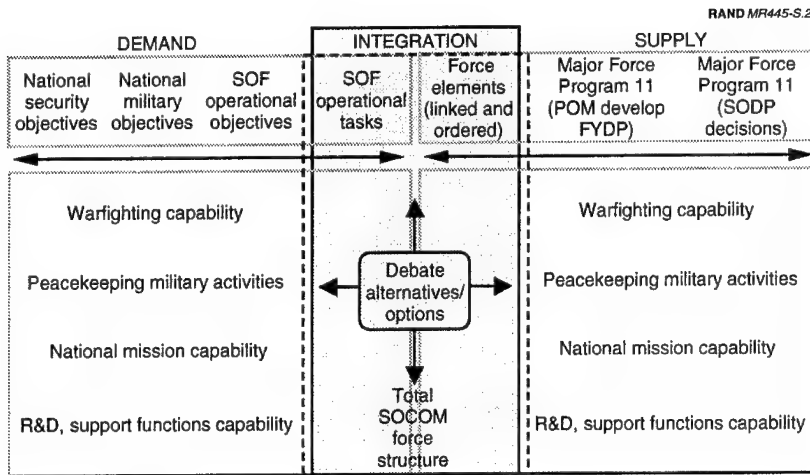 RAND MR445-S.2
DEMAND
INTEGRATION
SUPPLY
National
security
objectives
National
military
objectives
SOF
operational
objectives
SOF
operational
tasks
Force
elements
(linked and
ordered)
Major Force
Program 11
(POM develop
FYDP)
Major Force
Program 11
(SODP
decisions)
Warfighting capability
Peacekeeping military activities
National mission capability
R&D, support functions capability
Debate
alternatives/
options
Total
SOCOM
force
structure
Warfighting capability
Peacekeeping military activities
National mission capability
R&D, support functions capability